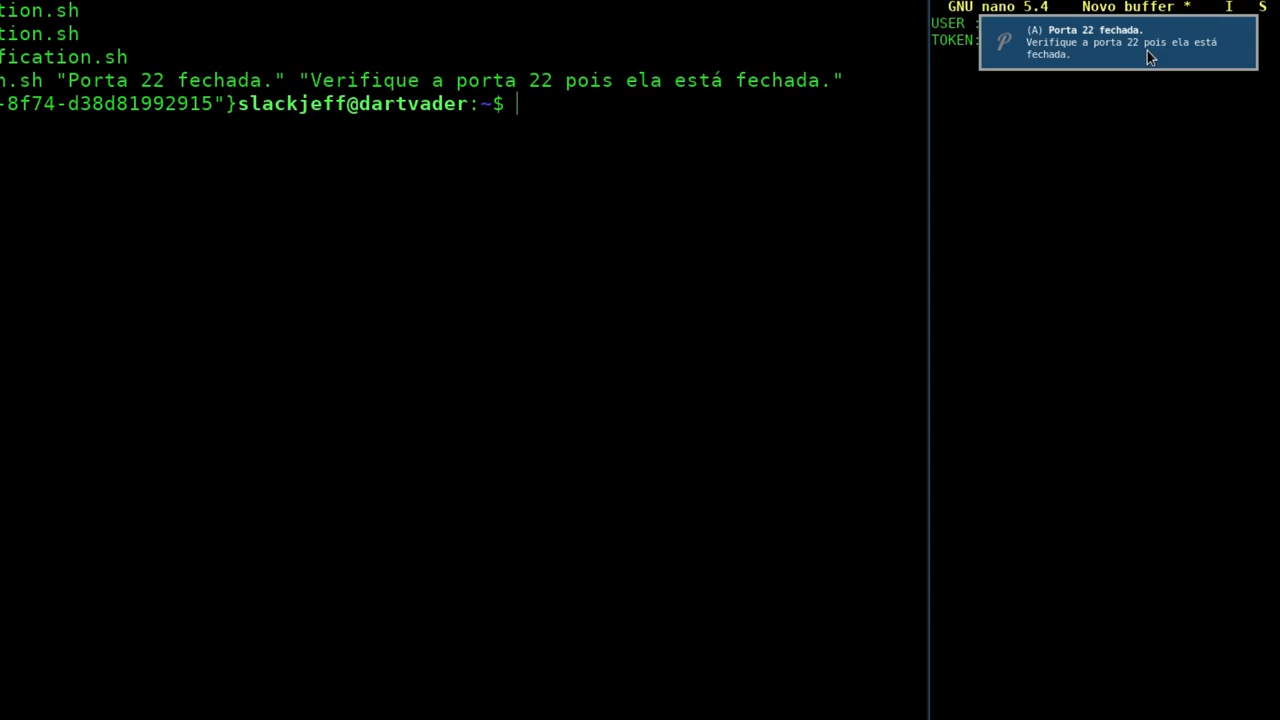 tion.sh
tion.sh
fication.sh
n.sh "Porta 22 fechada." "Verifique a porta 22 pois ela está fechada."
-8f74-d38d81992915"}slackjeff@dartvader:~$
GNU nano 5.4 Novo buffer * I S
USER :
TOKEN:
(A) Porta 22 fechada.
Verifique a porta 22 pois ela está
fechada.